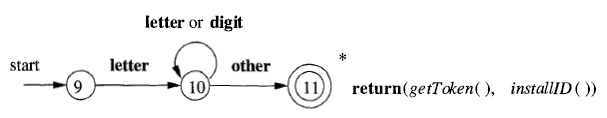 letter or digit
start letter other *
9 10 11 return(getToken( ), installID( ))